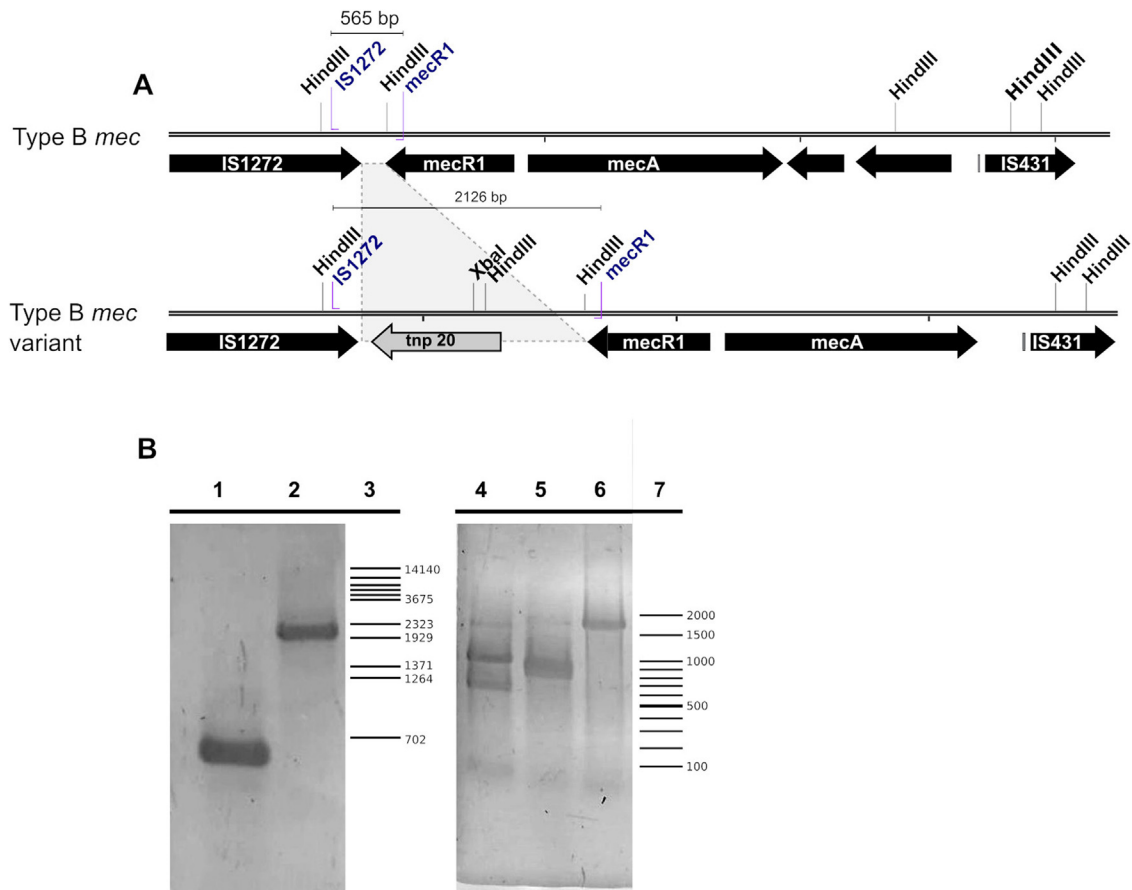 565 bp
HindIII IS1272 HindIII mecR1 HindIII HindIII HindIII
A
Type B mec
IS1272 mecR1 mecA IS431
2126 bp
HindIII IS1272 XbaI HindIII HindIII mecR1 HindIII HindIII
Type B mec
variant
IS1272 tnp 20 mecR1 mecA IS431
B
1 2 3 4 5 6 7
14140
3675
2323
1929
1371
1264
702
2000
1500
1000
500
100